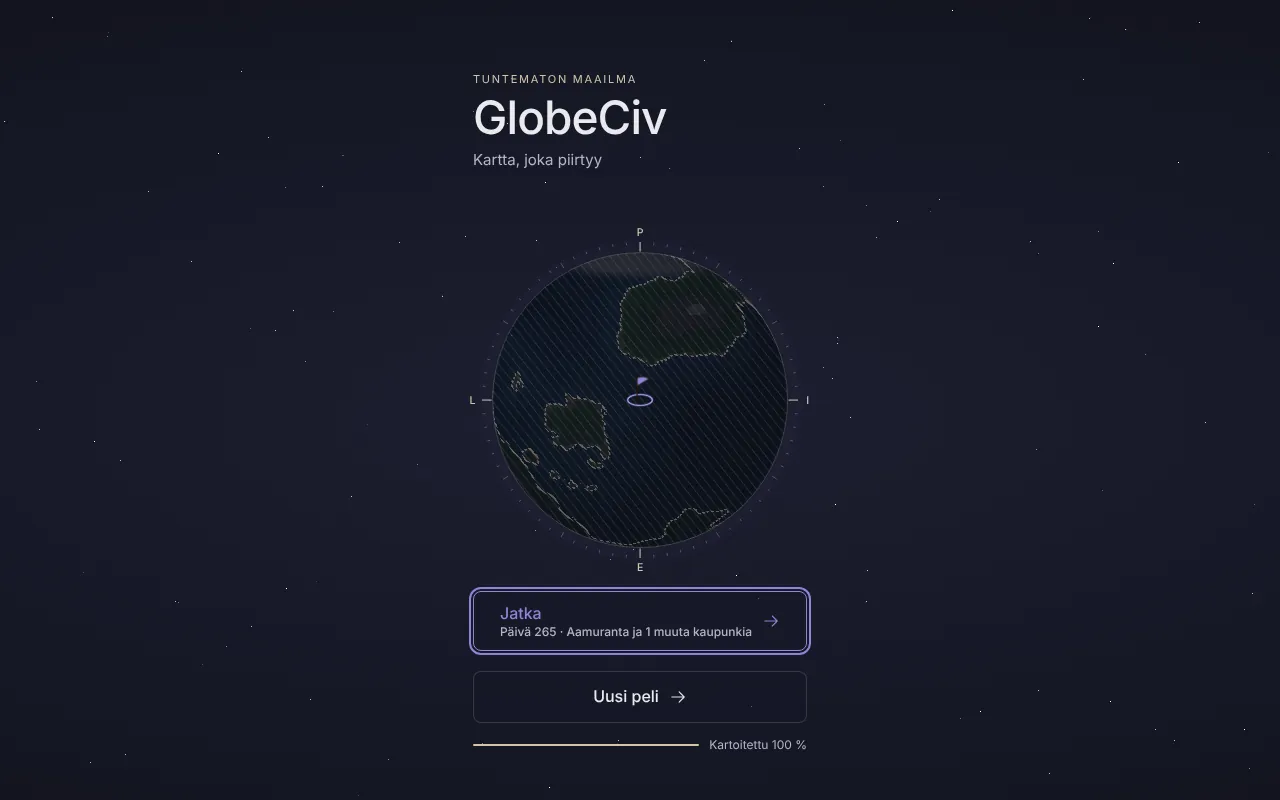 TUNTEMATON MAAILMA
GlobeCiv
Kartta, joka piirtyy
P
L
I
E
Jatka
Päivä 265 · Aamuranta ja 1 muuta kaupunkia
Uusi peli
Kartoitettu 100 %